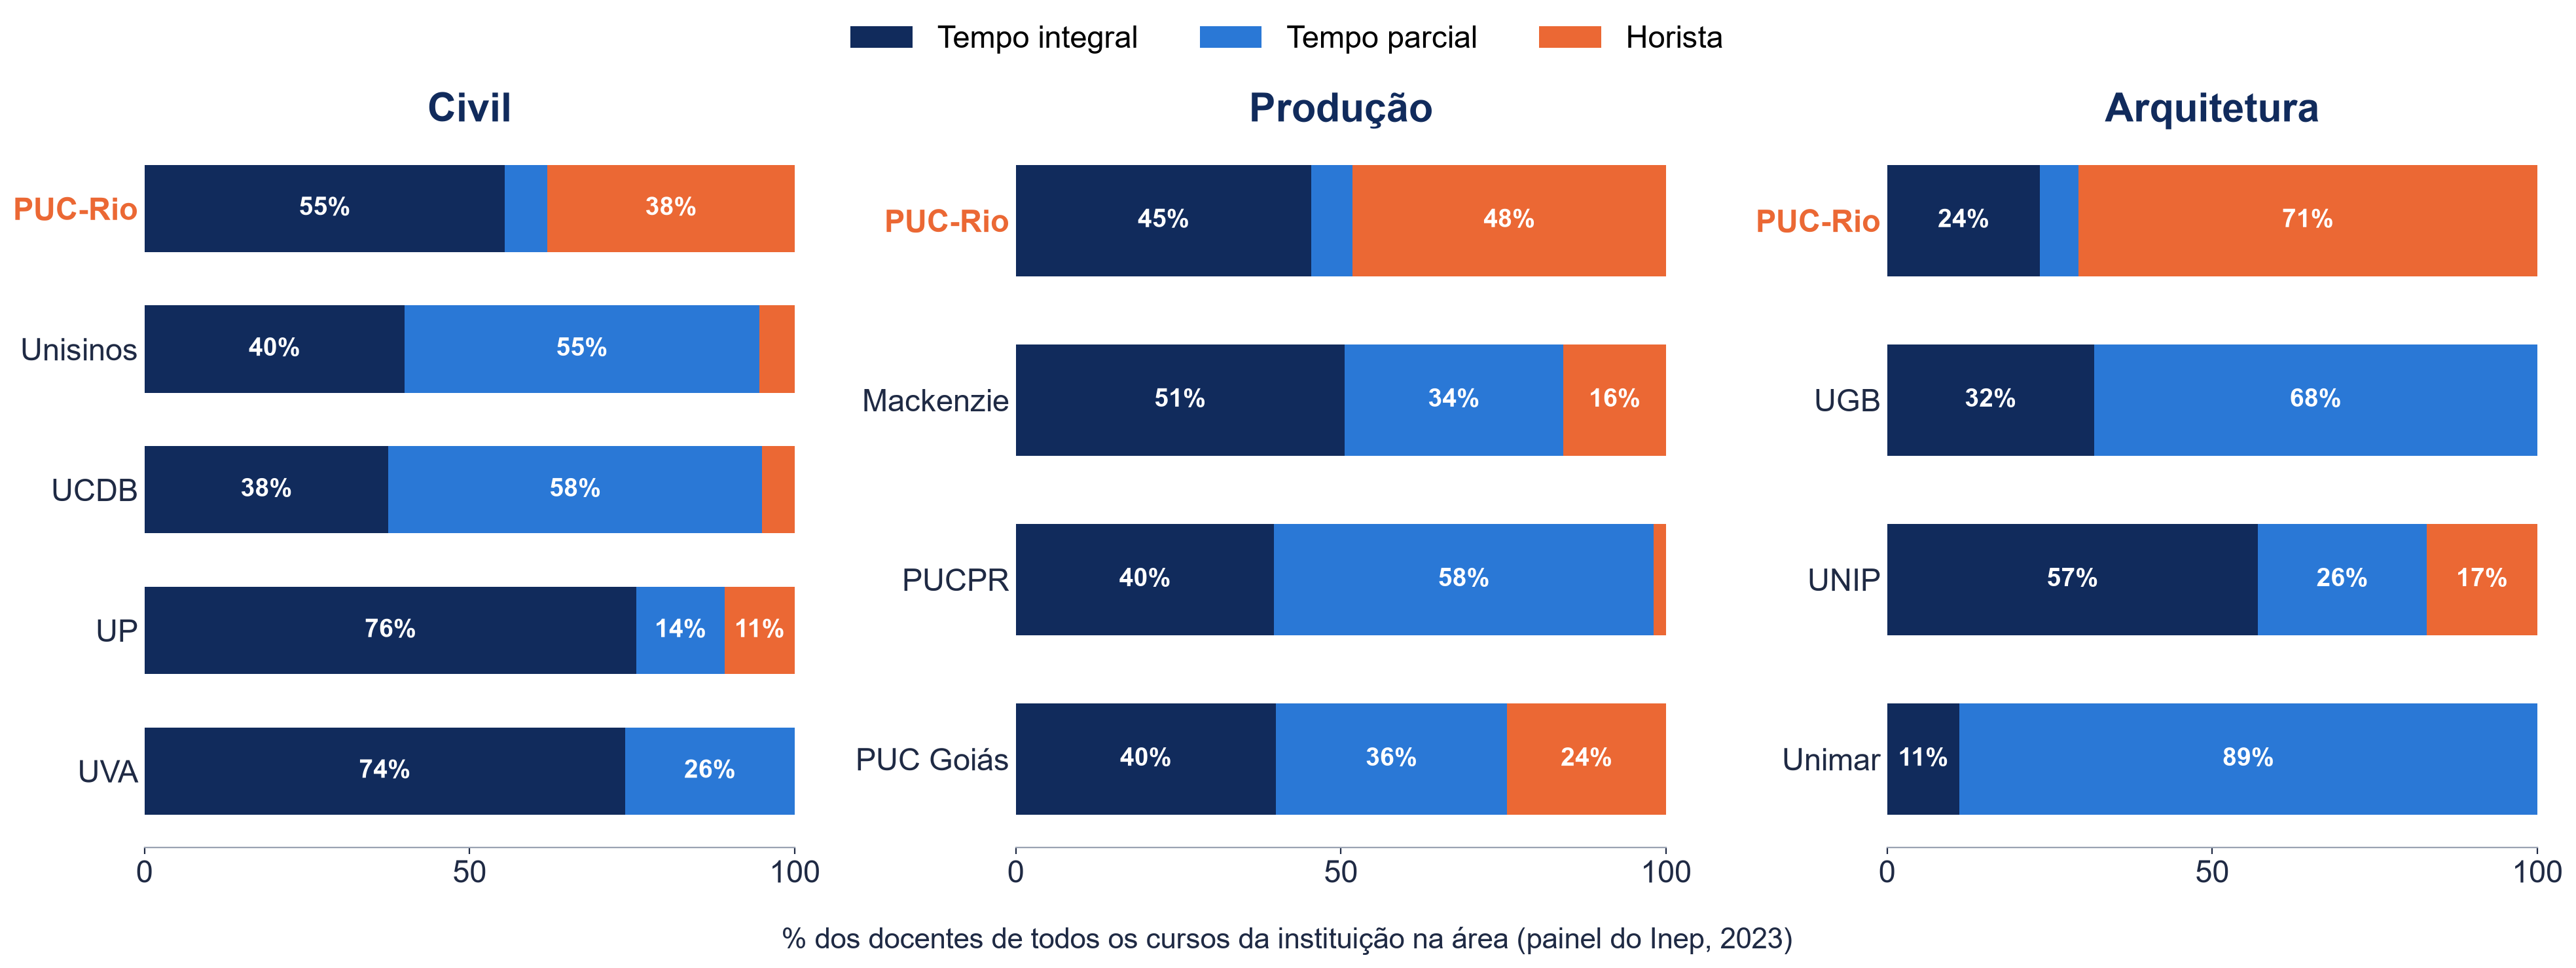 Tempo integral Tempo parcial Horista
Civil
PUC-Rio 55% 38%
Unisinos 40% 55%
UCDB 38% 58%
UP 76% 14% 11%
UVA 74% 26%
0 50 100
Produção
PUC-Rio 45% 48%
Mackenzie 51% 34% 16%
PUCPR 40% 58%
PUC Goiás 40% 36% 24%
0 50 100
Arquitetura
PUC-Rio 24% 71%
UGB 32% 68%
UNIP 57% 26% 17%
Unimar 11% 89%
0 50 100
% dos docentes de todos os cursos da instituição na área (painel do Inep, 2023)